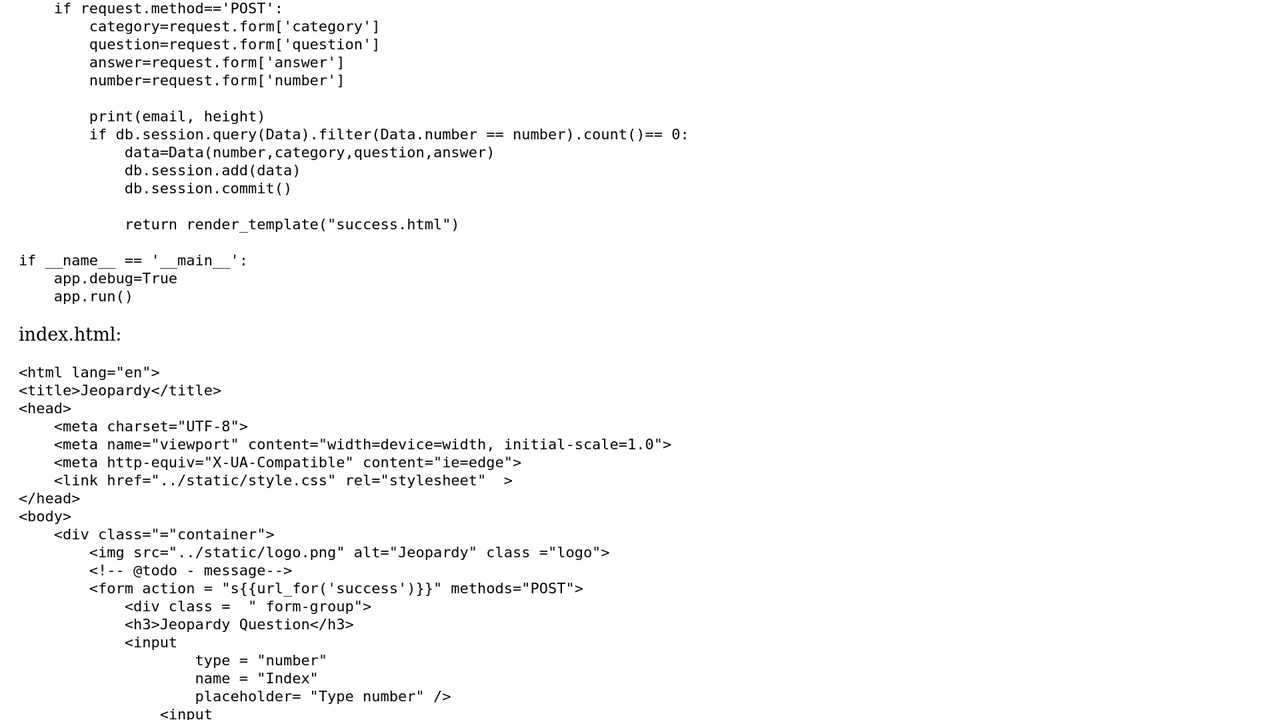 if request.method=='POST':
        category=request.form['category']
        question=request.form['question']
        answer=request.form['answer']
        number=request.form['number']

        print(email, height)
        if db.session.query(Data).filter(Data.number == number).count()== 0:
            data=Data(number,category,question,answer)
            db.session.add(data)
            db.session.commit()

            return render_template("success.html")

if __name__ == '__main__':
    app.debug=True
    app.run()

index.html:

<html lang="en">
<title>Jeopardy</title>
<head>
    <meta charset="UTF-8">
    <meta name="viewport" content="width=device=width, initial-scale=1.0">
    <meta http-equiv="X-UA-Compatible" content="ie=edge">
    <link href="../static/style.css" rel="stylesheet"  >
</head>
<body>
    <div class="="container">
        <img src="../static/logo.png" alt="Jeopardy" class ="logo">
        <!-- @todo - message-->
        <form action = "s{{url_for('success')}}" methods="POST">
            <div class =  " form-group">
            <h3>Jeopardy Question</h3>
            <input
                    type = "number"
                    name = "Index"
                    placeholder= "Type number" />
                <input